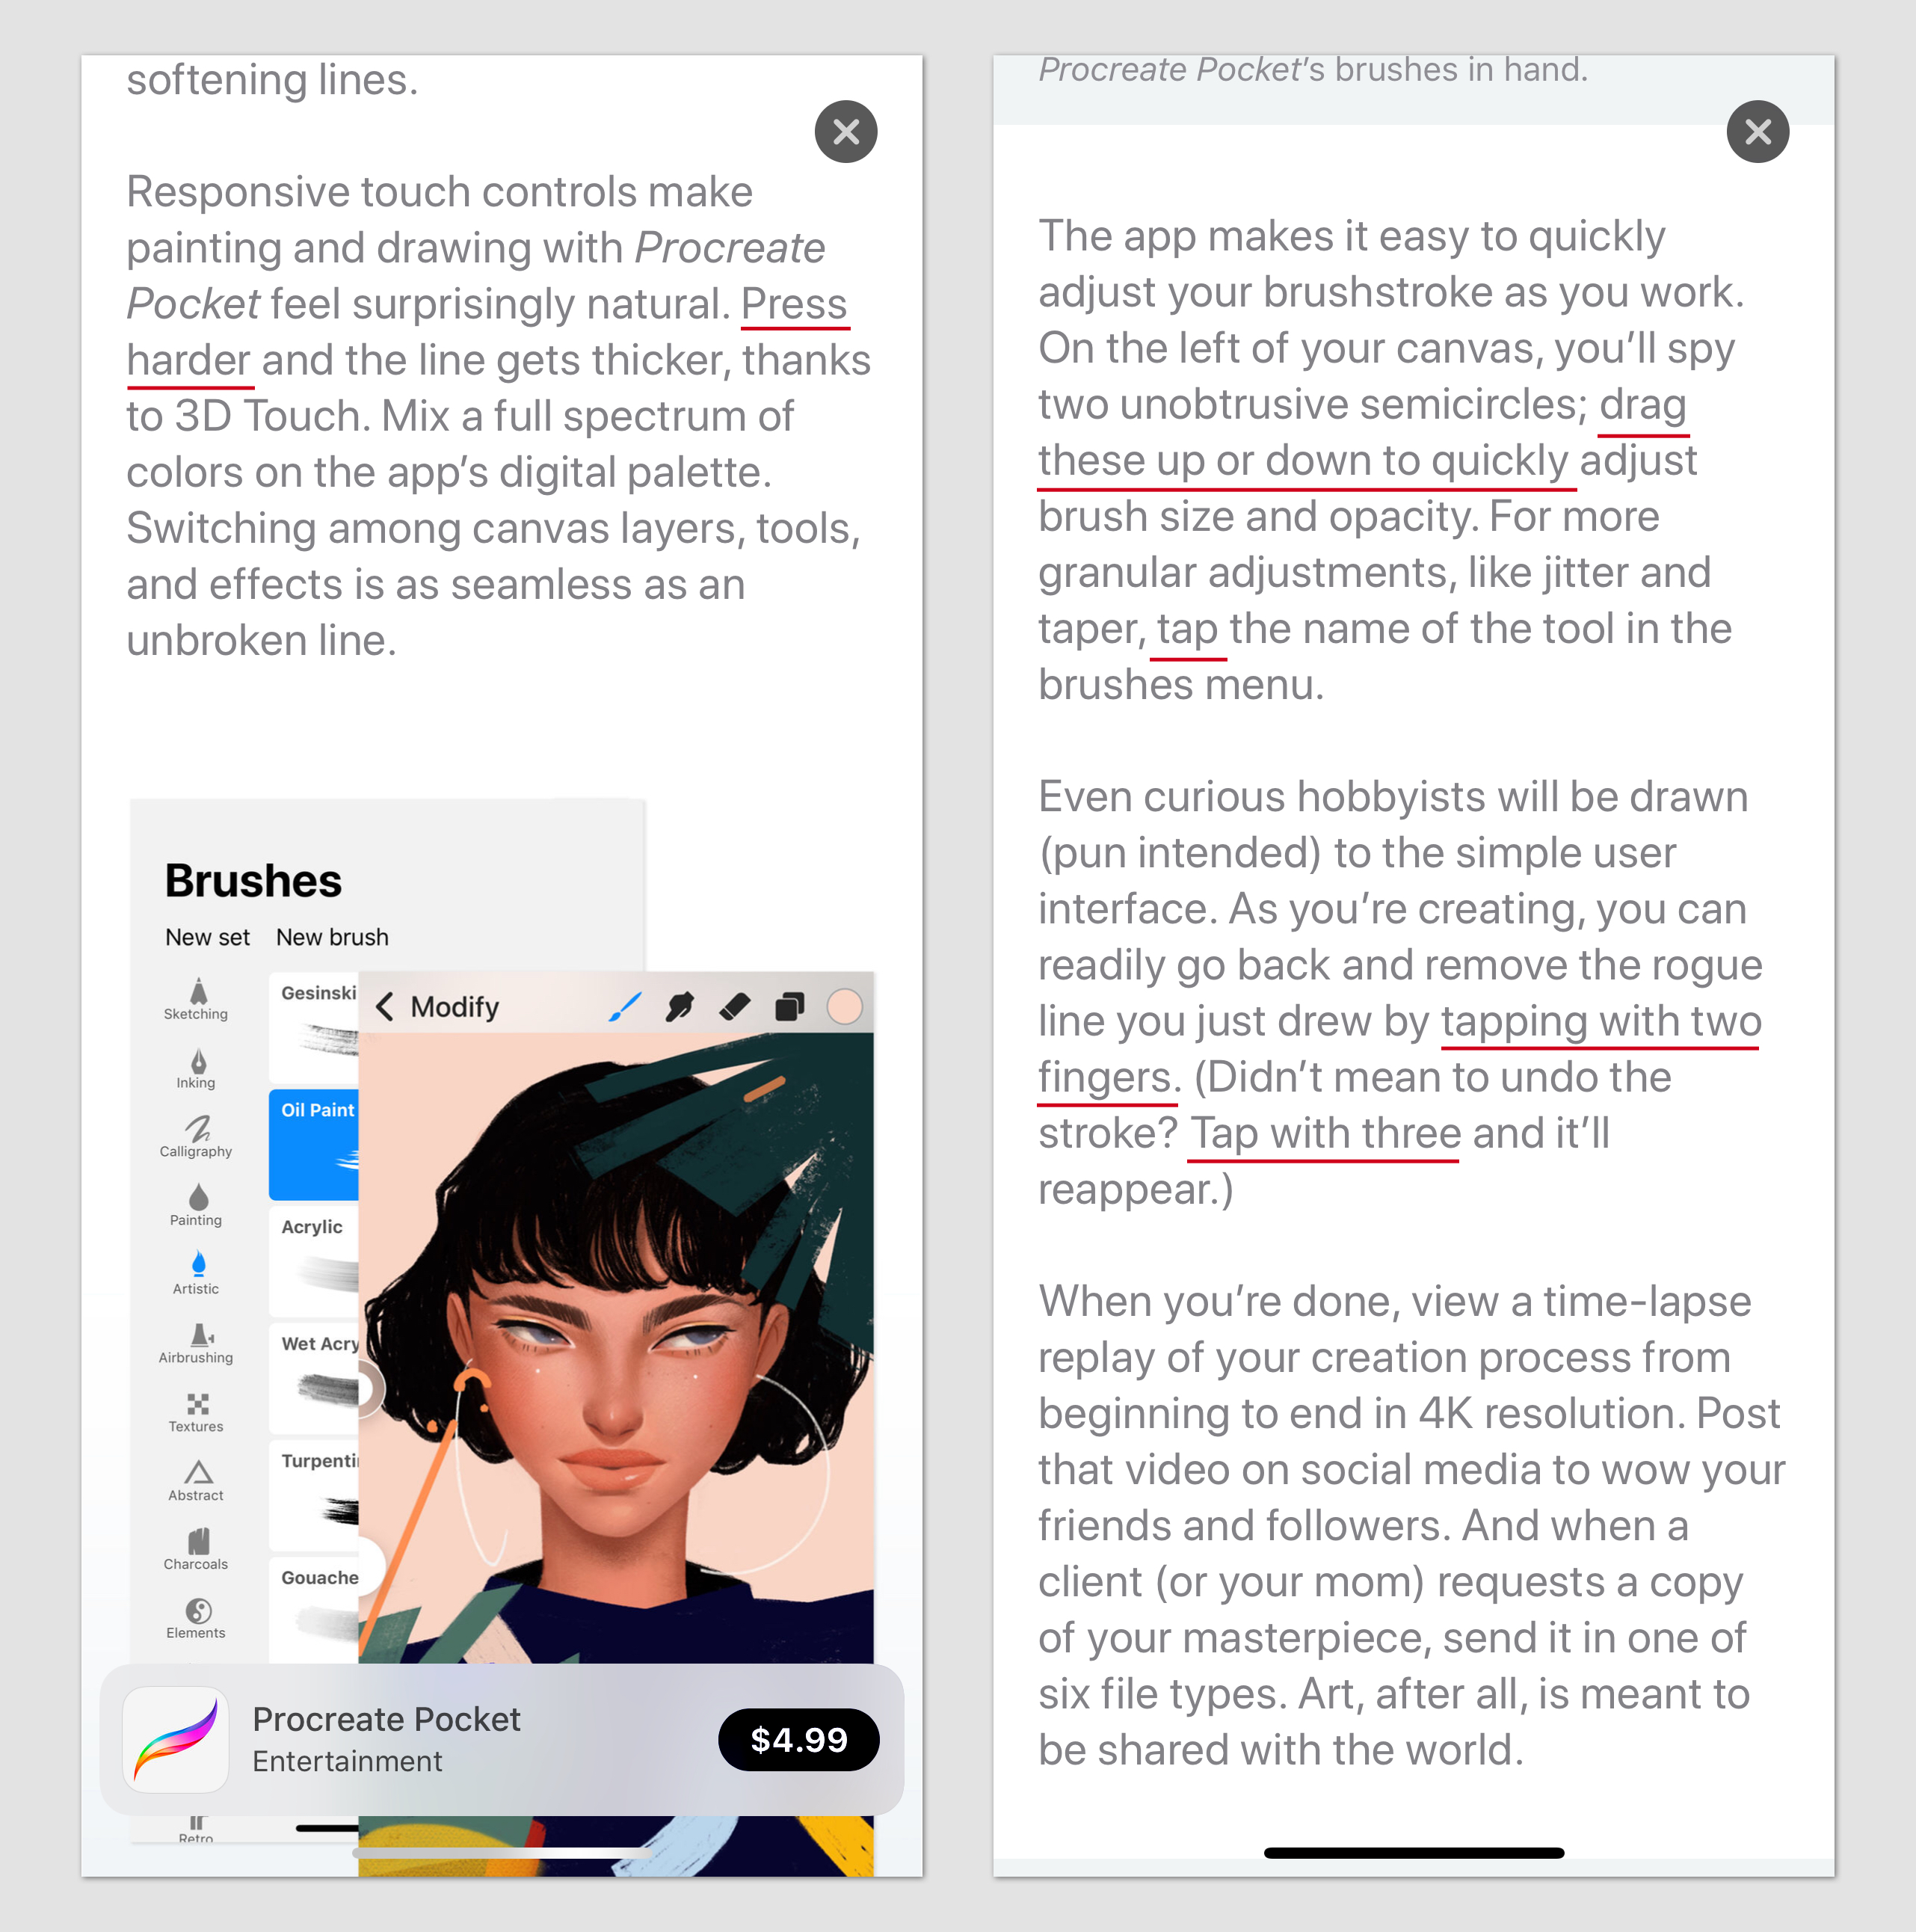 softening lines.
Responsive touch controls make
painting and drawing with Procreate
Pocket feel surprisingly natural. Press
harder and the line gets thicker, thanks
to 3D Touch. Mix a full spectrum of
colors on the app’s digital palette.
Switching among canvas layers, tools,
and effects is as seamless as an
unbroken line.
Brushes
New set New brush
Sketching
Inking
Calligraphy
Painting
Artistic
Airbrushing
Textures
Abstract
Charcoals
Elements
Retro
Gesinski
Oil Paint
Acrylic
Wet Acry
Turpenti
Gouache
Modify
Procreate Pocket
Entertainment
$4.99
Procreate Pocket’s brushes in hand.
The app makes it easy to quickly
adjust your brushstroke as you work.
On the left of your canvas, you’ll spy
two unobtrusive semicircles; drag
these up or down to quickly adjust
brush size and opacity. For more
granular adjustments, like jitter and
taper, tap the name of the tool in the
brushes menu.
Even curious hobbyists will be drawn
(pun intended) to the simple user
interface. As you’re creating, you can
readily go back and remove the rogue
line you just drew by tapping with two
fingers. (Didn’t mean to undo the
stroke? Tap with three and it’ll
reappear.)
When you’re done, view a time-lapse
replay of your creation process from
beginning to end in 4K resolution. Post
that video on social media to wow your
friends and followers. And when a
client (or your mom) requests a copy
of your masterpiece, send it in one of
six file types. Art, after all, is meant to
be shared with the world.